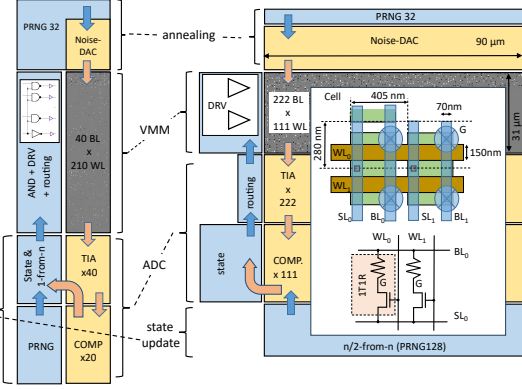 PRNG 32
Noise-
DAC
annealing
PRNG 32
Noise-DAC
90 µm
AND + DRV
+ routing
40 BL
x
210 WL
VMM
DRV
222 BL
x
111 WL
31 µm
Cell
405 nm
70nm
280 nm
G
WL0
150nm
WL1
SL0
BL0
SL1
BL1
State &
1-from-n
TIA
x40
ADC
routing
TIA
x
222
state
COMP.
x 111
WL0
WL1
BL0
1T1R
G
G
SL0
PRNG
COMP
x20
state
update
n/2-from-n (PRNG128)